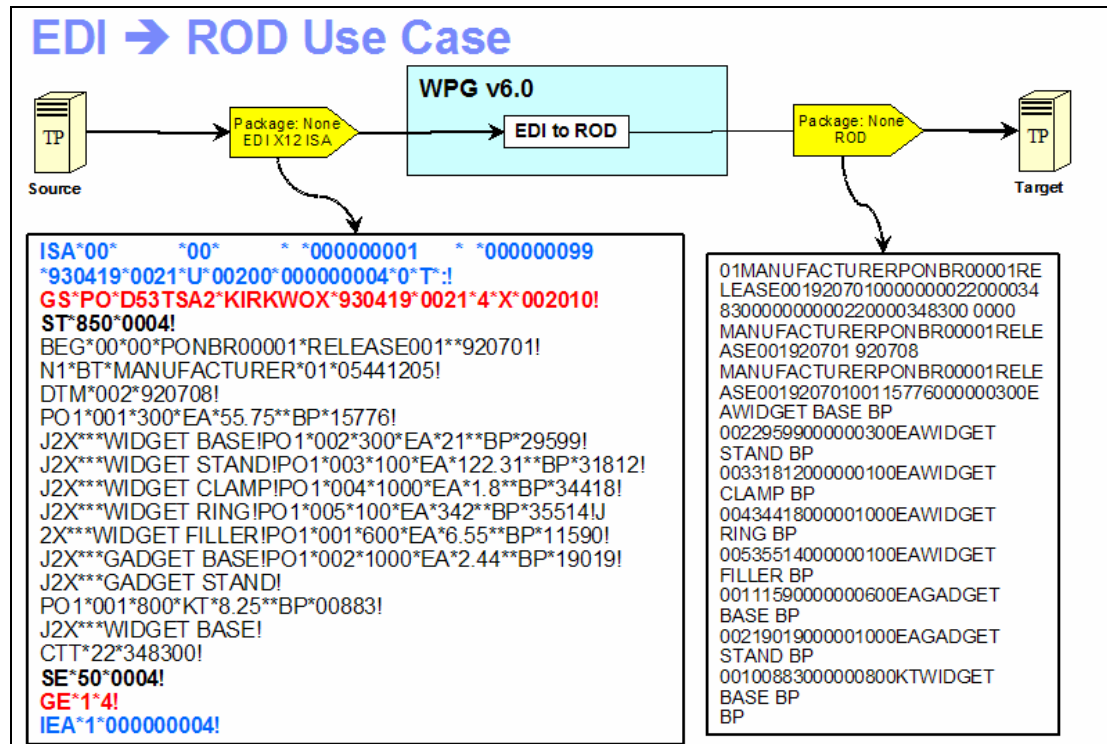 EDI ➔ ROD Use Case
WPG v6.0
TP
Package: None
EDI X12 ISA
EDI to ROD
Package: None
ROD
TP
Source
Target
ISA*00* *00* * *000000001 * *000000099
*930419*0021*U*00200*000000004*0*T*:!
GS*PO*D53TSA2*KIRKWOX*930419*0021*4*X*002010!
ST*850*0004!
BEG*00*00*PONBR00001*RELEASE001**920701!
N1*BT*MANUFACTURER*01*05441205!
DTM*002*920708!
PO1*001*300*EA*55.75**BP*15776!
J2X***WIDGET BASE!PO1*002*300*EA*21**BP*29599!
J2X***WIDGET STAND!PO1*003*100*EA*122.31**BP*31812!
J2X***WIDGET CLAMP!PO1*004*1000*EA*1.8**BP*34418!
J2X***WIDGET RING!PO1*005*100*EA*342**BP*35514!J
2X***WIDGET FILLER!PO1*001*600*EA*6.55**BP*11590!
J2X***GADGET BASE!PO1*002*1000*EA*2.44**BP*19019!
J2X***GADGET STAND!
PO1*001*800*KT*8.25**BP*00883!
J2X***WIDGET BASE!
CTT*22*348300!
SE*50*0004!
GE*1*4!
IEA*1*000000004!
01MANUFACTURERPONBR00001RE
LEASE0019207010000000022000034
83000000000002200003483000 0000
MANUFACTURERPONBR00001RELE
ASE001920701 920708
MANUFACTURERPONBR00001RELE
ASE00192070100115776000000300E
AWIDGET BASE BP
00229599000000300EAWIDGET
STAND BP
00331812000000100EAWIDGET
CLAMP BP
00434418000001000EAWIDGET
RING BP
00535514000000100EAWIDGET
FILLER BP
00111590000000600EAGADGET
BASE BP
00219019000001000EAGADGET
STAND BP
00100883000000800KTWIDGET
BASE BP
BP